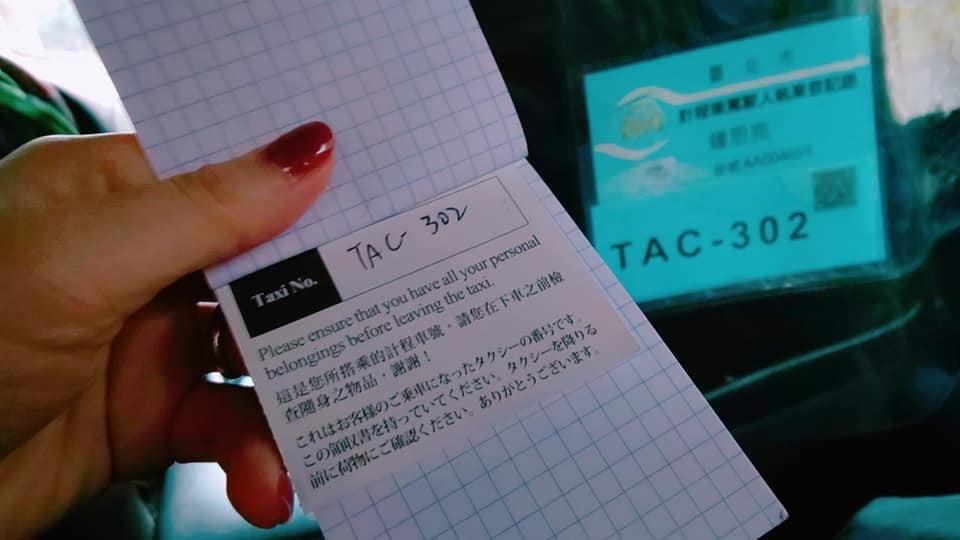 Taxi No.
TAC-302
Please ensure that you have all your personal
belongings before leaving the taxi.
這是您所搭乘的計程車號。請您在下車之前檢
查隨身之物品,謝謝!
これはお客様のご乗車になったタクシーの番号です。
この領収書を持っていてください。タクシーを降りる
前に荷物にご確認ください。ありがとうございます。
臺北市
計程車駕駛人執業登記證
TAC-302